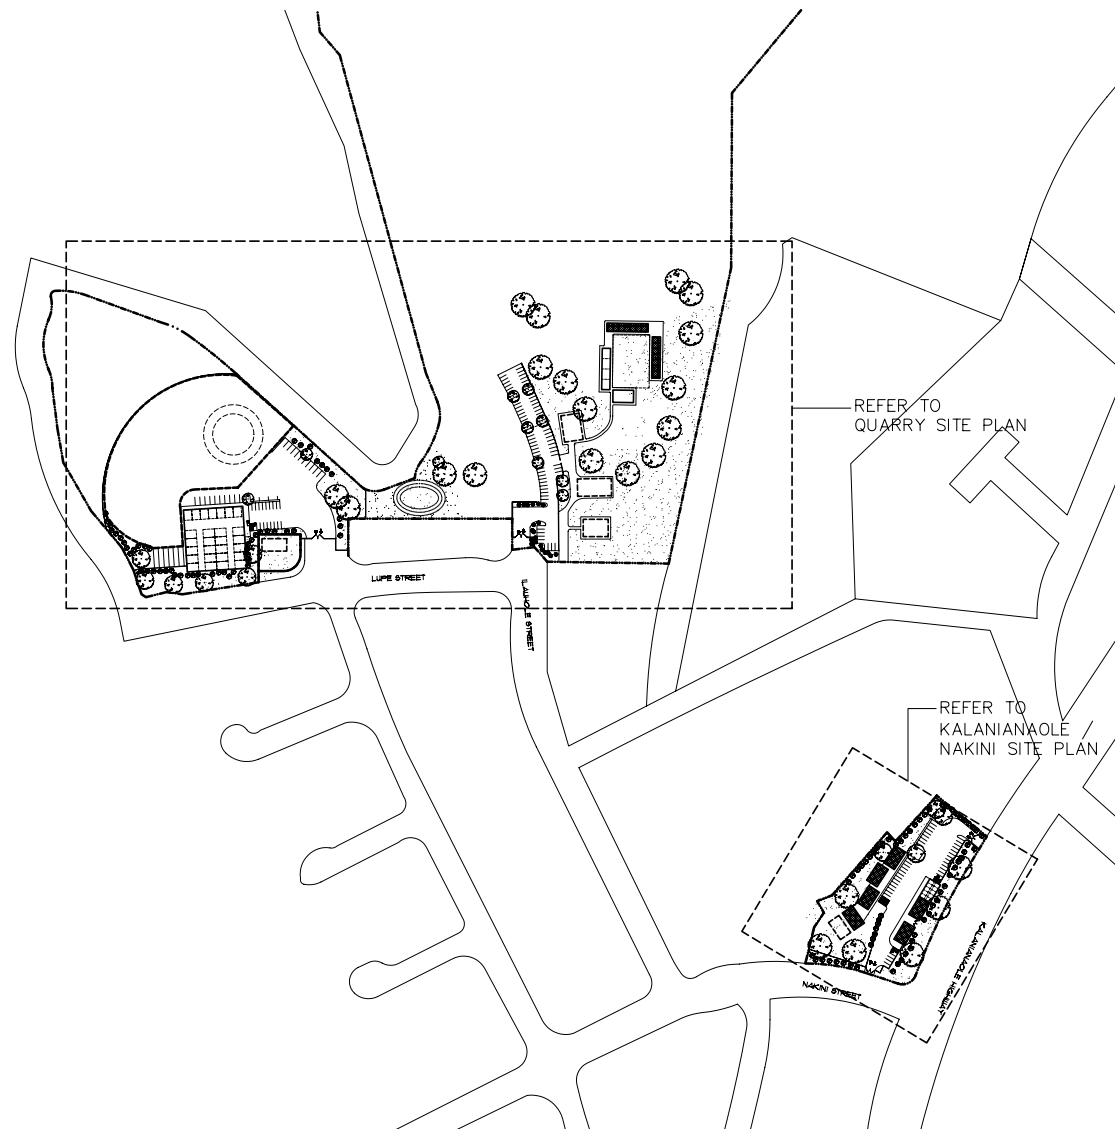 REFER TO
QUARRY SITE PLAN
LUPE STREET
ILAUHOLE STREET
REFER TO
KALANIANAOLE /
NAKINI SITE PLAN
KALANIANAOLE HIGHWAY
NAKINI STREET